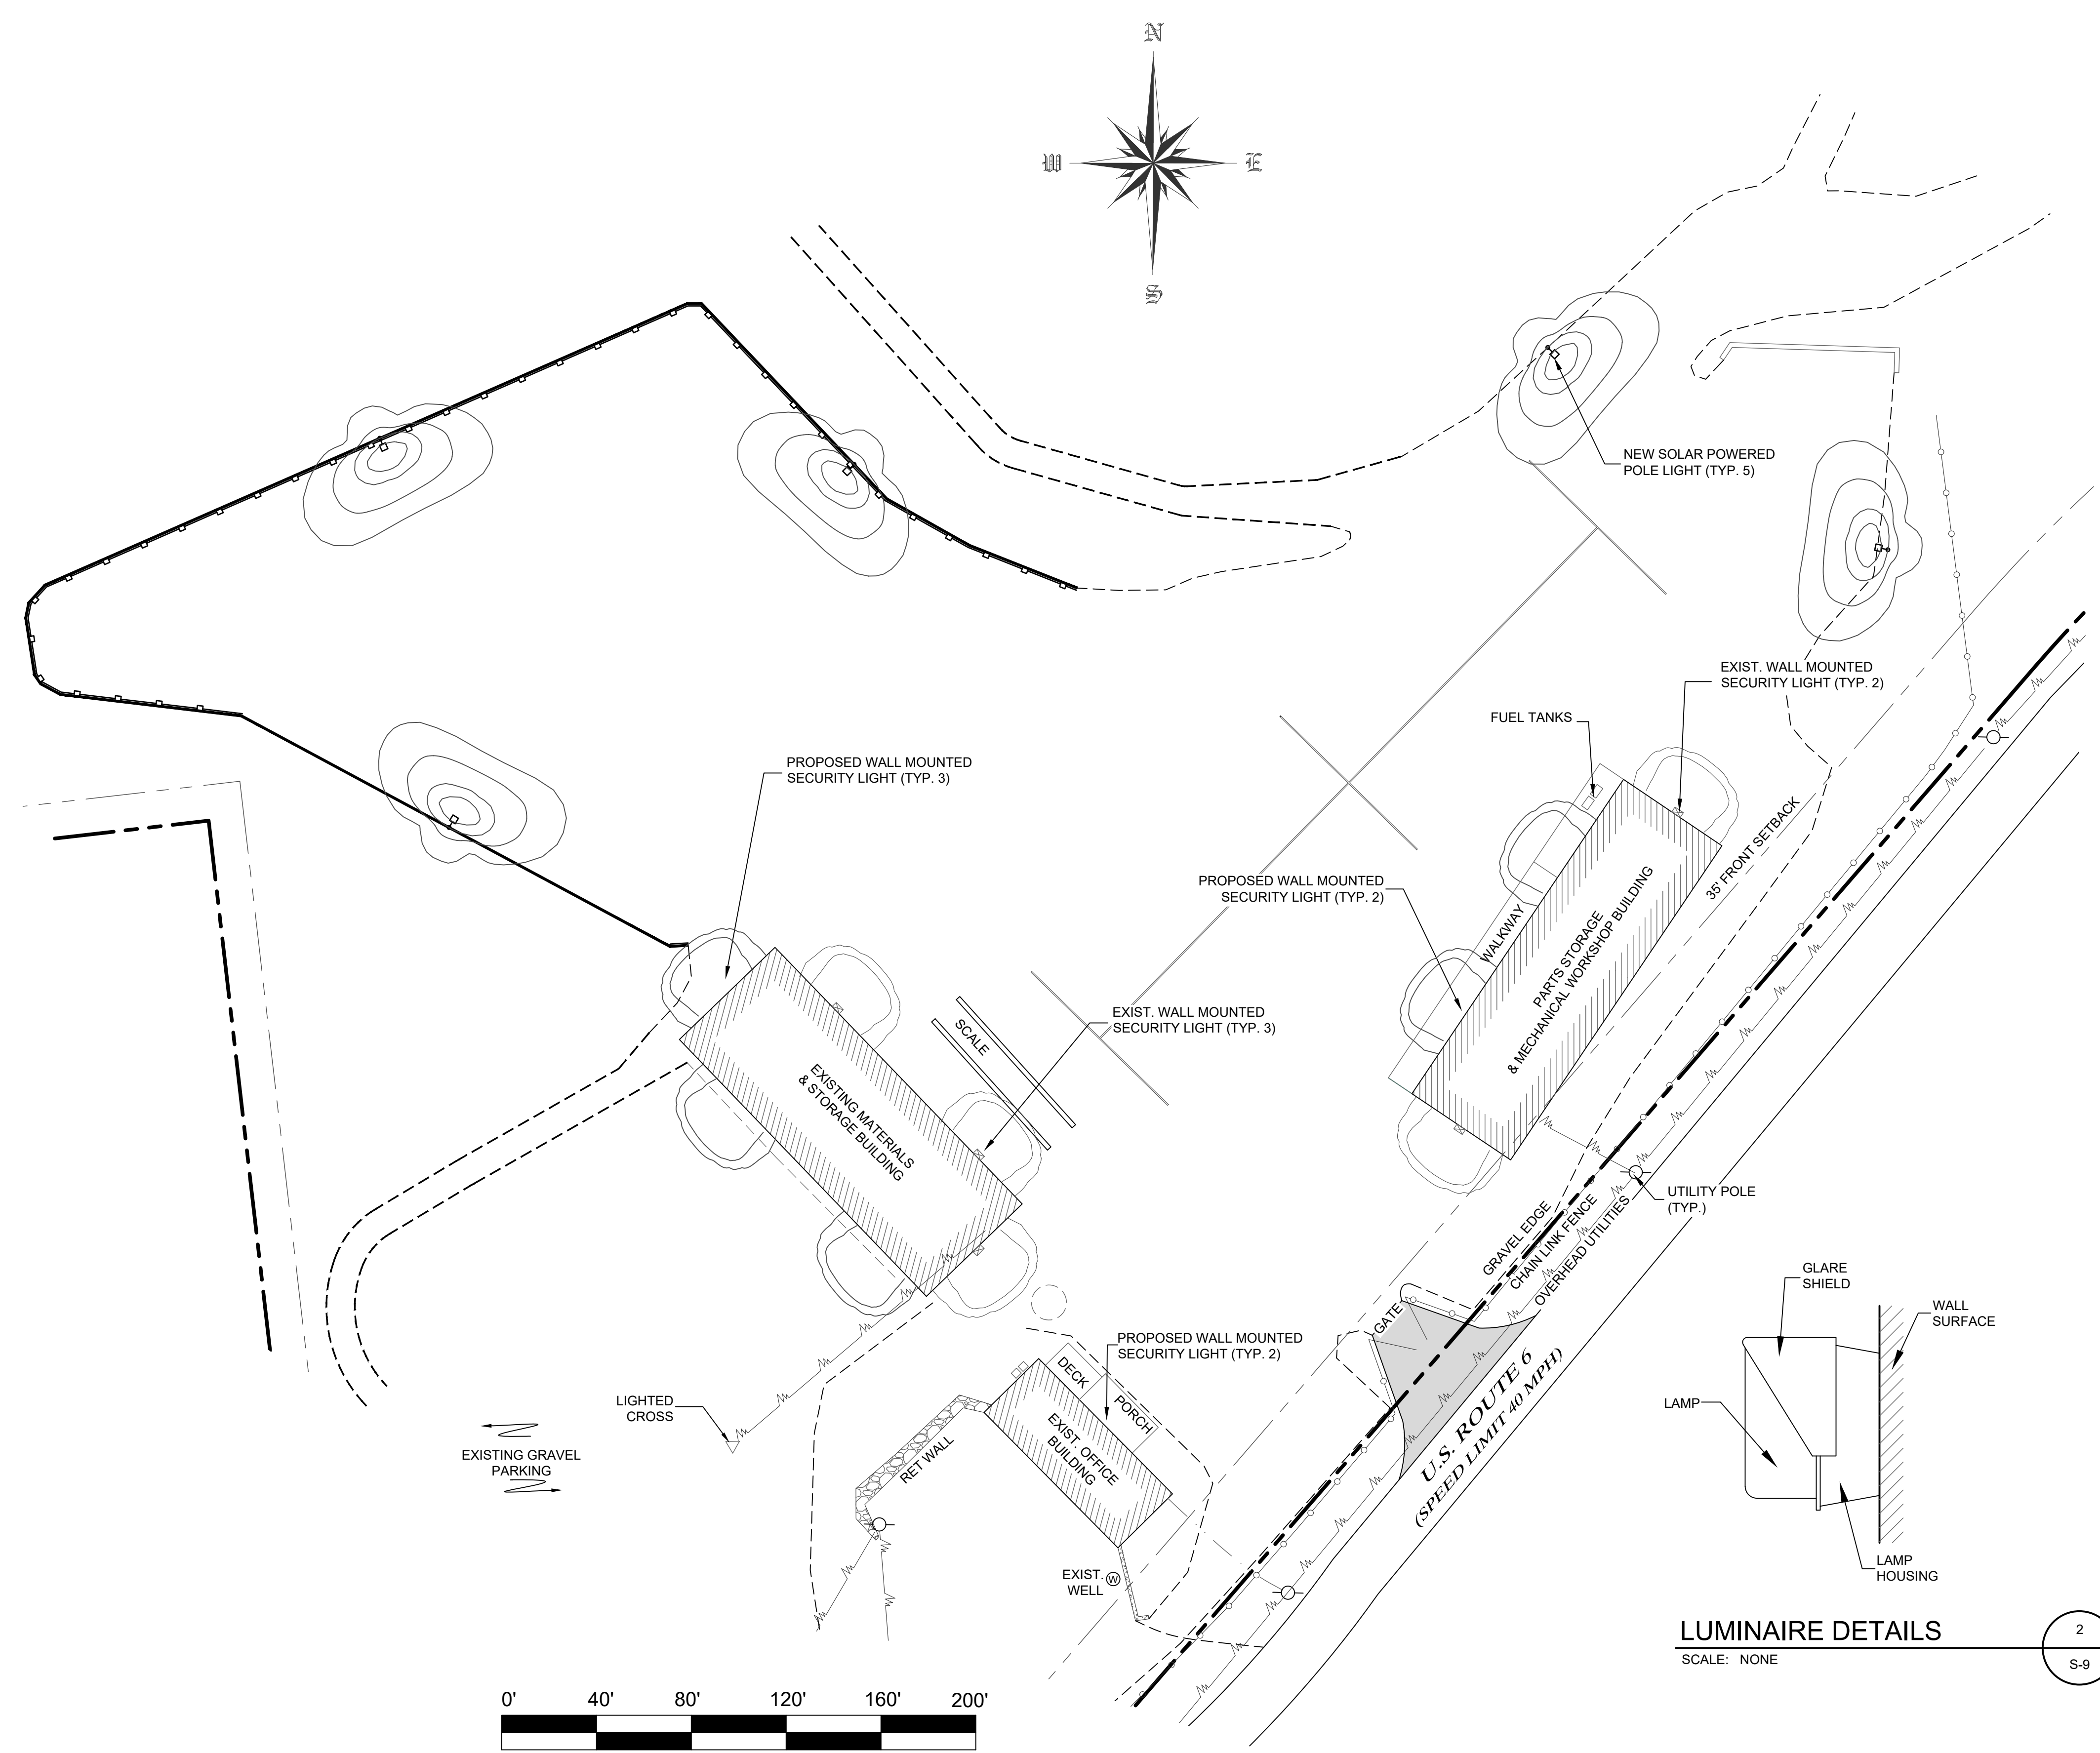 N
W
E
S
NEW SOLAR POWERED
POLE LIGHT (TYP. 5)
EXIST. WALL MOUNTED
SECURITY LIGHT (TYP. 2)
FUEL TANKS
PROPOSED WALL MOUNTED
SECURITY LIGHT (TYP. 3)
PROPOSED WALL MOUNTED
SECURITY LIGHT (TYP. 2)
WALKWAY
PARTS STORAGE
& MECHANICAL WORKSHOP BUILDING
35' FRONT SETBACK
EXIST. WALL MOUNTED
SECURITY LIGHT (TYP. 3)
SCALE
EXISTING MATERIALS
& STORAGE BUILDING
UTILITY POLE
(TYP.)
GRAVEL EDGE
CHAIN LINK FENCE
OVERHEAD UTILITIES
GATE
PROPOSED WALL MOUNTED
SECURITY LIGHT (TYP. 2)
DECK
PORCH
EXIST. OFFICE
BUILDING
RET WALL
LIGHTED
CROSS
EXISTING GRAVEL
PARKING
EXIST.
WELL
W
U.S. ROUTE 6
(SPEED LIMIT 40 MPH)
GLARE
SHIELD
WALL
SURFACE
LAMP
LAMP
HOUSING
LUMINAIRE DETAILS
SCALE: NONE
2
S-9
0' 40' 80' 120' 160' 200'